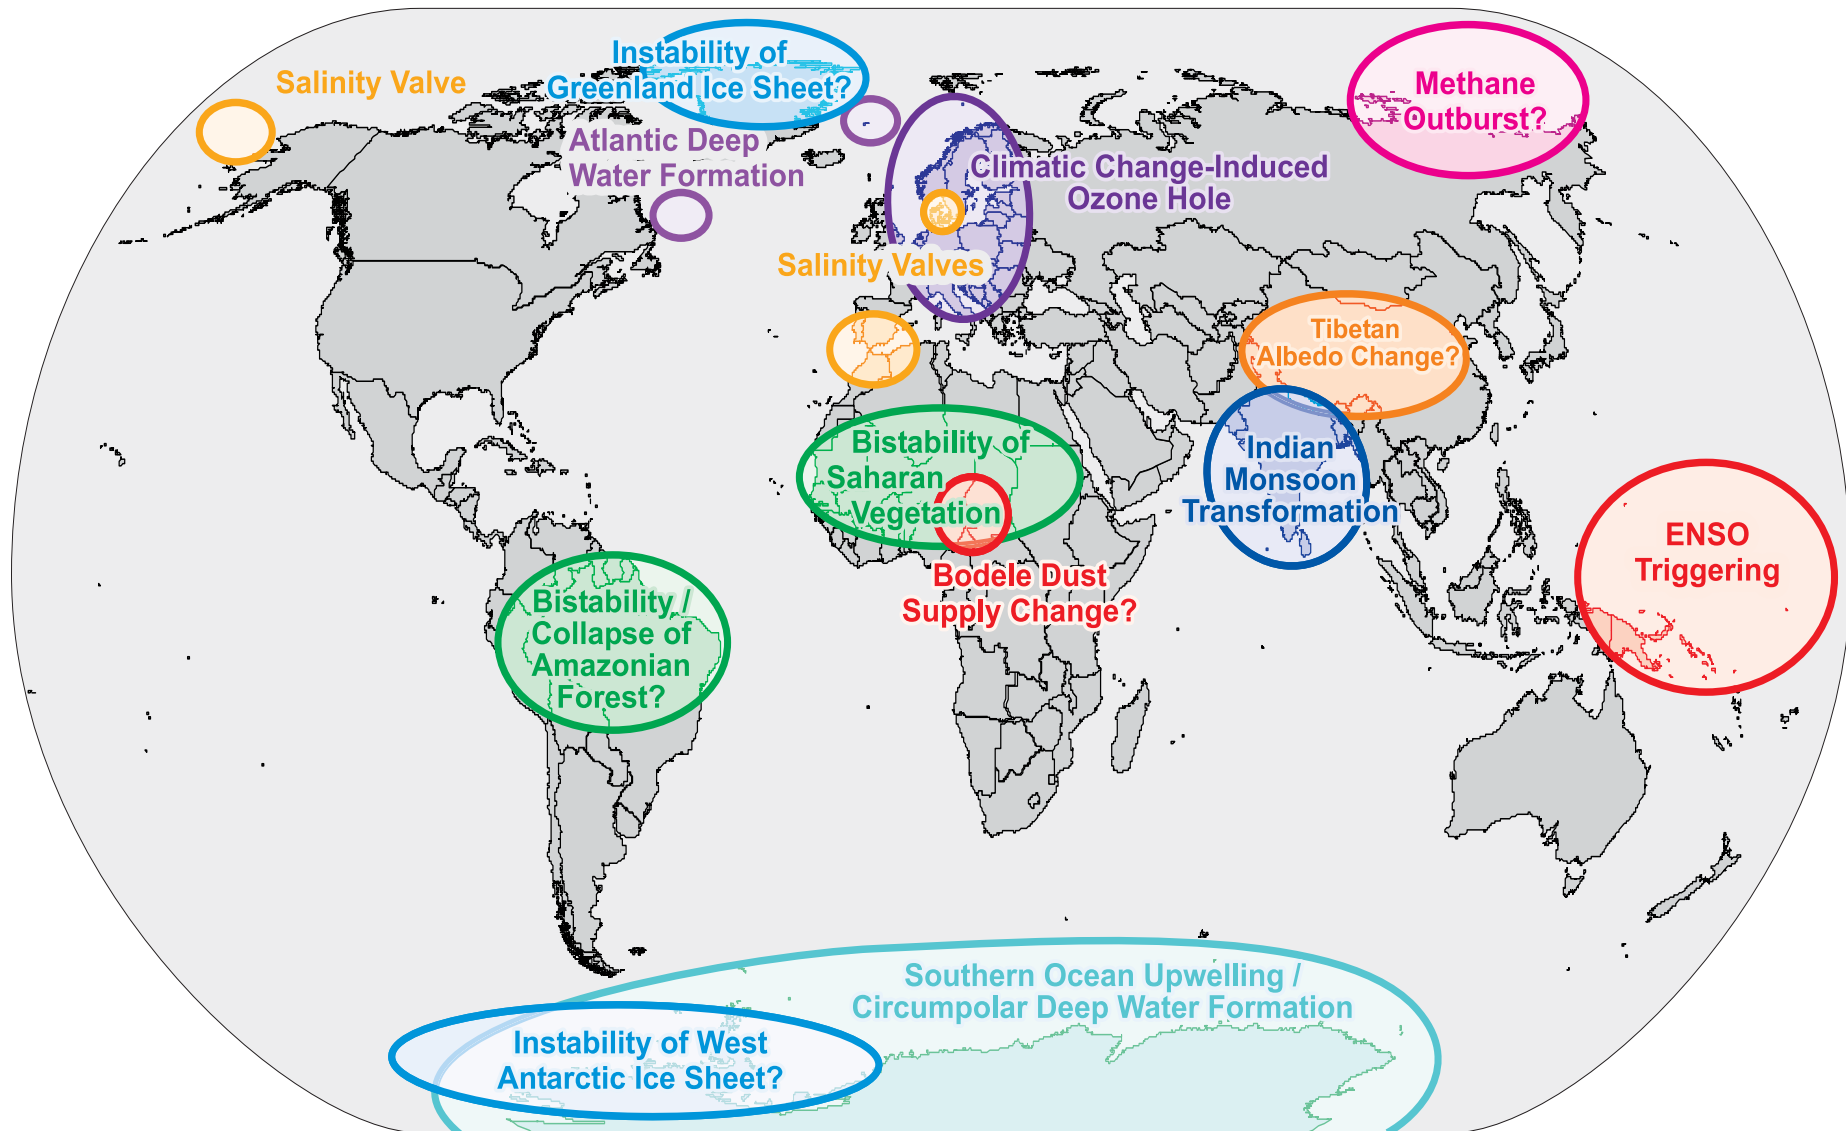 Instability of
Greenland Ice Sheet?
Salinity Valve
Methane
Outburst?
Atlantic Deep
Water Formation
Climatic Change-Induced
Ozone Hole
Salinity Valves
Tibetan
Albedo Change?
Bistability of
Saharan
Vegetation
Indian
Monsoon
Transformation
ENSO
Triggering
Bodele Dust
Supply Change?
Bistability /
Collapse of
Amazonian
Forest?
Southern Ocean Upwelling /
Circumpolar Deep Water Formation
Instability of West
Antarctic Ice Sheet?